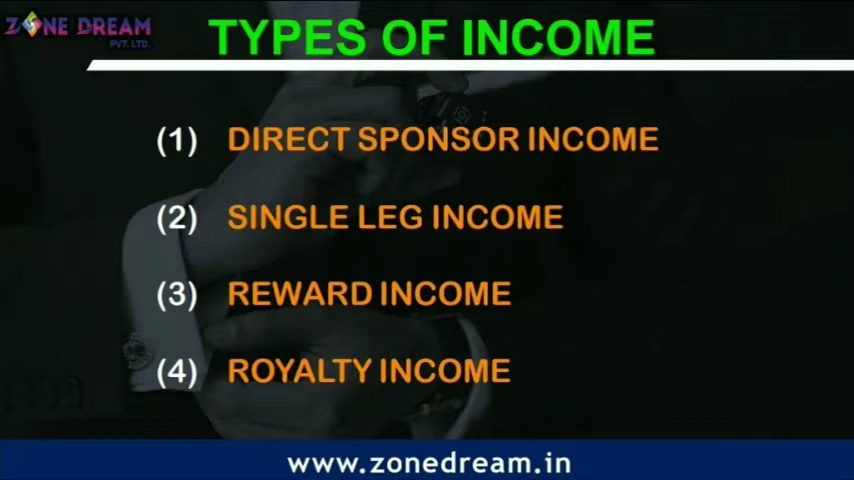 ZONE DREAM
PVT. LTD.
TYPES OF INCOME
(1) DIRECT SPONSOR INCOME
(2) SINGLE LEG INCOME
(3) REWARD INCOME
(4) ROYALTY INCOME
www.zonedream.in